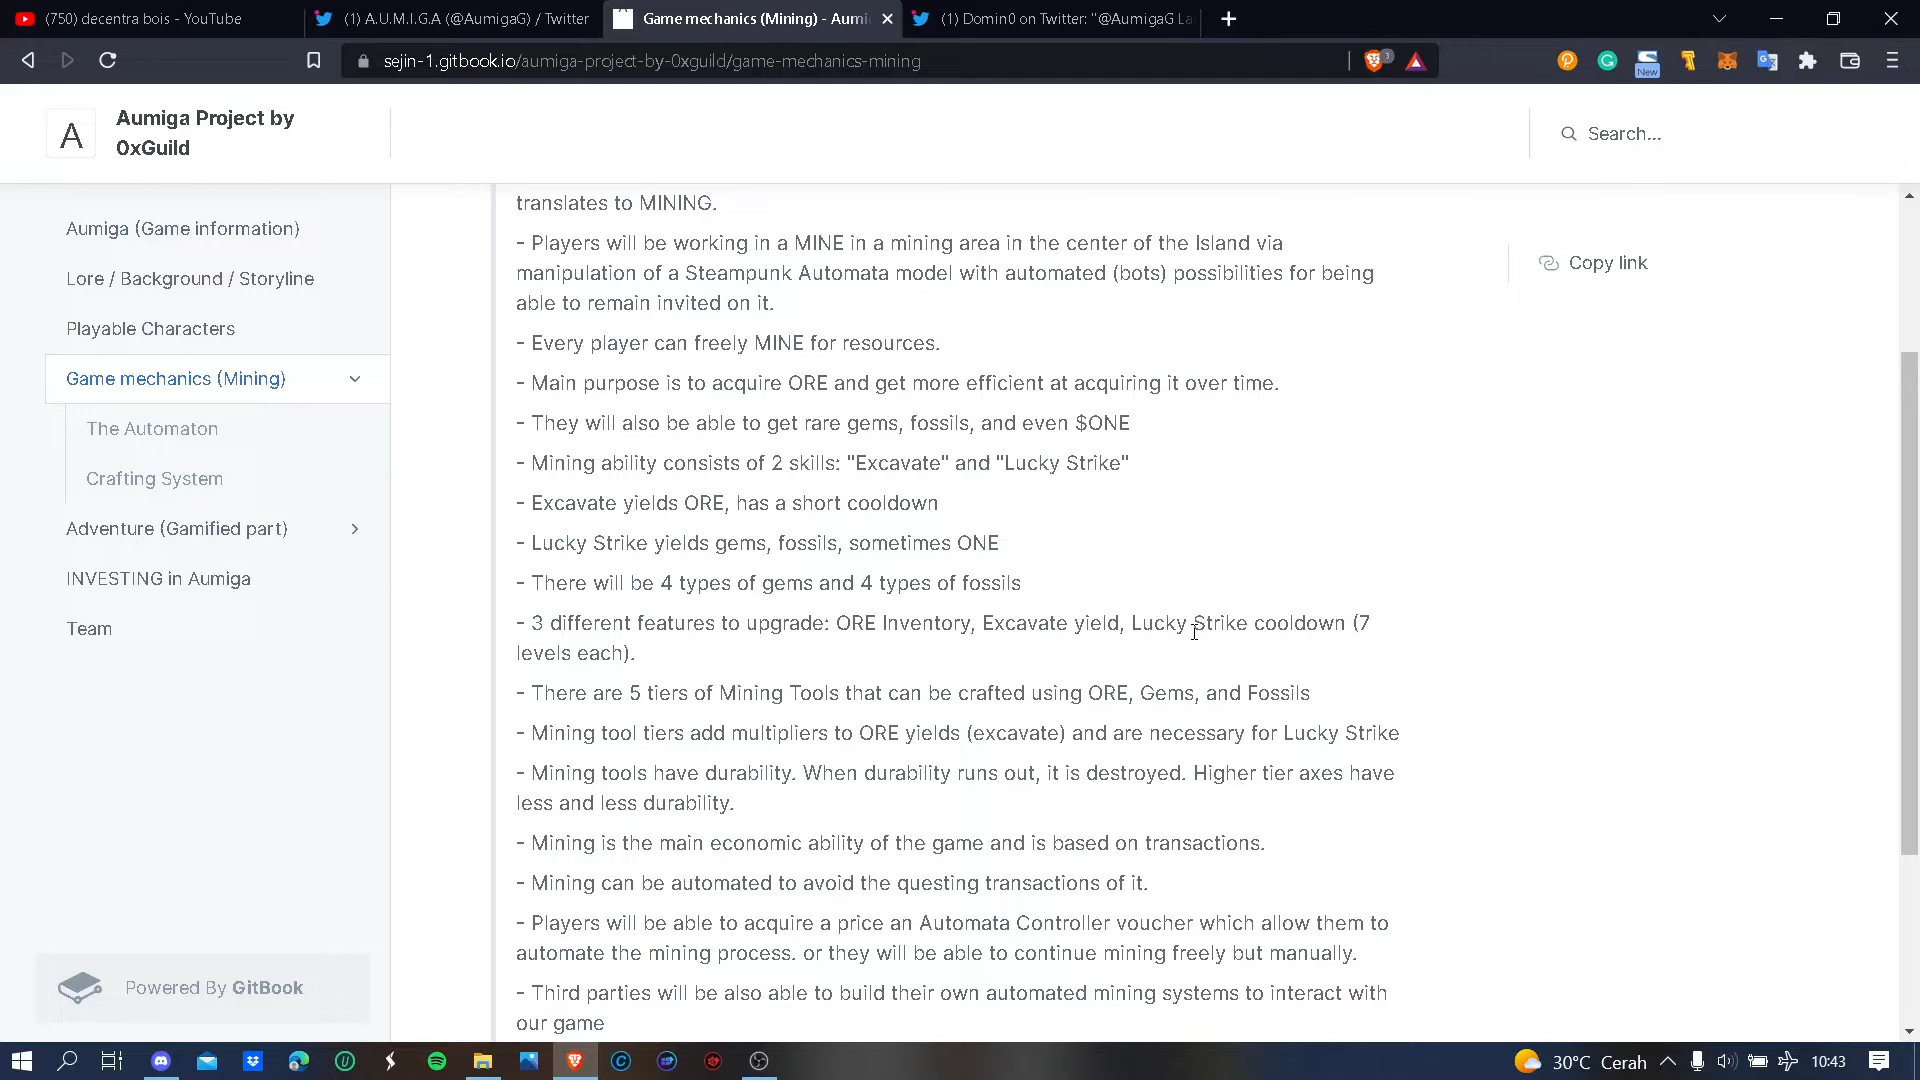 (750) decentra bois - YouTube
(1) A.U.M.I.G.A (@AumigaG) / Twitter
Game mechanics (Mining) - Aumi
(1) Domin0 on Twitter: "@AumigaG La
sejin-1.gitbook.io/aumiga-project-by-0xguild/game-mechanics-mining
3
New
A
Aumiga Project by
0xGuild
Search...
Aumiga (Game information)
Lore / Background / Storyline
Playable Characters
Game mechanics (Mining)
The Automaton
Crafting System
Adventure (Gamified part)
INVESTING in Aumiga
Team
Powered By GitBook
translates to MINING.
- Players will be working in a MINE in a mining area in the center of the Island via
manipulation of a Steampunk Automata model with automated (bots) possibilities for being
able to remain invited on it.
- Every player can freely MINE for resources.
- Main purpose is to acquire ORE and get more efficient at acquiring it over time.
- They will also be able to get rare gems, fossils, and even $ONE
- Mining ability consists of 2 skills: "Excavate" and "Lucky Strike"
- Excavate yields ORE, has a short cooldown
- Lucky Strike yields gems, fossils, sometimes ONE
- There will be 4 types of gems and 4 types of fossils
- 3 different features to upgrade: ORE Inventory, Excavate yield, Lucky Strike cooldown (7
levels each).
- There are 5 tiers of Mining Tools that can be crafted using ORE, Gems, and Fossils
- Mining tool tiers add multipliers to ORE yields (excavate) and are necessary for Lucky Strike
- Mining tools have durability. When durability runs out, it is destroyed. Higher tier axes have
less and less durability.
- Mining is the main economic ability of the game and is based on transactions.
- Mining can be automated to avoid the questing transactions of it.
- Players will be able to acquire a price an Automata Controller voucher which allow them to
automate the mining process. or they will be able to continue mining freely but manually.
- Third parties will be also able to build their own automated mining systems to interact with
our game
Copy link
30°C Cerah
10:43